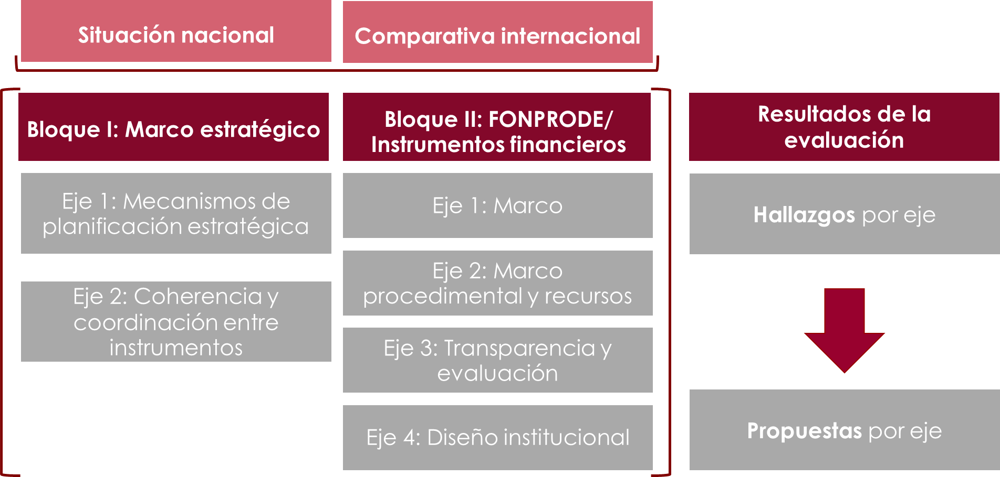 Situación nacional
Comparativa internacional
Bloque I: Marco estratégico
Eje 1: Mecanismos de
planificación estratégica
Eje 2: Coherencia y
coordinación entre
instrumentos
Bloque II: FONPRODE/
Instrumentos financieros
Eje 1: Marco
Eje 2: Marco
procedimental y recursos
Eje 3: Transparencia y
evaluación
Eje 4: Diseño institucional
Resultados de la
evaluación
Hallazgos por eje
Propuestas por eje